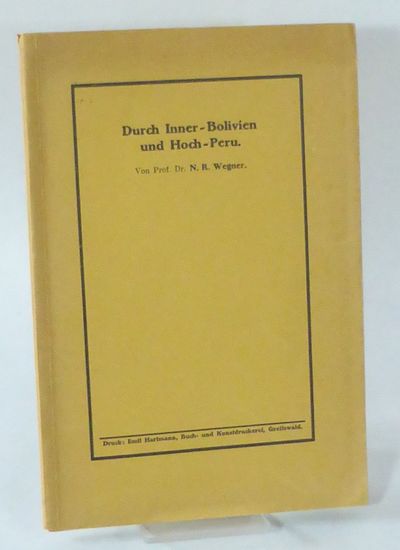 Durch Inner-Bolivien
und Hoch-Peru.
Von Prof. Dr. N. R. Wegner.
Druck: Emil Hartmann, Buch- und Kunstdruckerei, Greifswald.